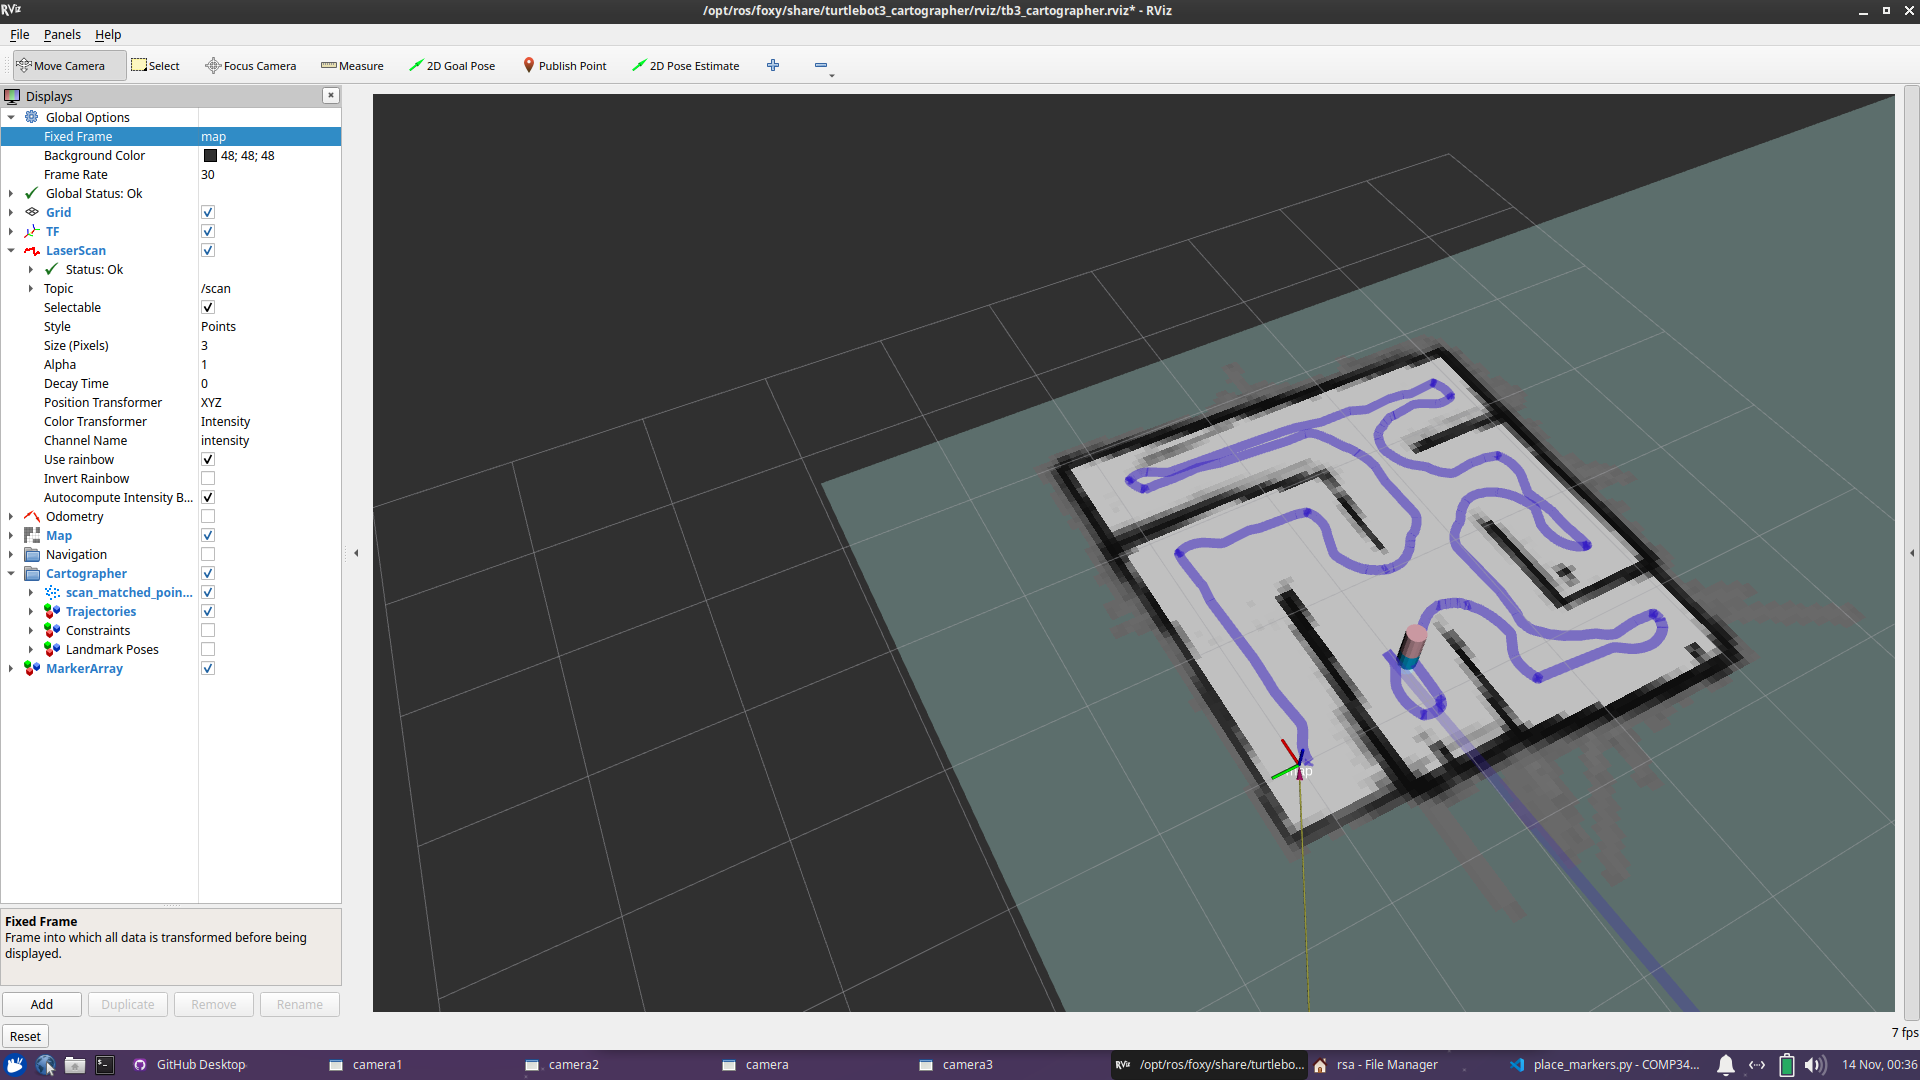 RViz
/opt/ros/foxy/share/turtlebot3_cartographer/rviz/tb3_cartographer.rviz* - RViz
File Panels Help
Move Camera Select Focus Camera Measure 2D Goal Pose Publish Point 2D Pose Estimate
Displays
Global Options
Fixed Frame map
Background Color 48; 48; 48
Frame Rate 30
Global Status: Ok
Grid
TF
LaserScan
Status: Ok
Topic /scan
Selectable
Style Points
Size (Pixels) 3
Alpha 1
Decay Time 0
Position Transformer XYZ
Color Transformer Intensity
Channel Name intensity
Use rainbow
Invert Rainbow
Autocompute Intensity B...
Odometry
Map
Navigation
Cartographer
scan_matched_poin...
Trajectories
Constraints
Landmark Poses
MarkerArray
map
Fixed Frame
Frame into which all data is transformed before being
displayed.
Add Duplicate Remove Rename
Reset
7 fps
GitHub Desktop camera1 camera2 camera camera3 RViz /opt/ros/foxy/share/turtlebo... rsa - File Manager place_markers.py - COMP34... 14 Nov, 00:36